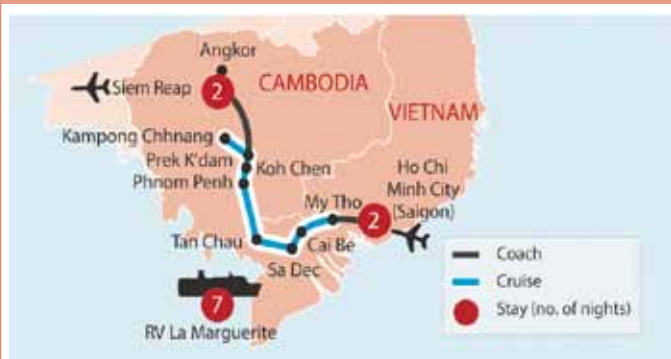 Angkor
Siem Reap
2
CAMBODIA
VIETNAM
Kampong Chhnang
Prek K'dam
Koh Chen
Phnom Penh
Ho Chi
Minh City
(Saigon)
My Tho
2
Tan Chau
Cai Be
Sa Dec
7
RV La Marguerite
Coach
Cruise
Stay (no. of nights)